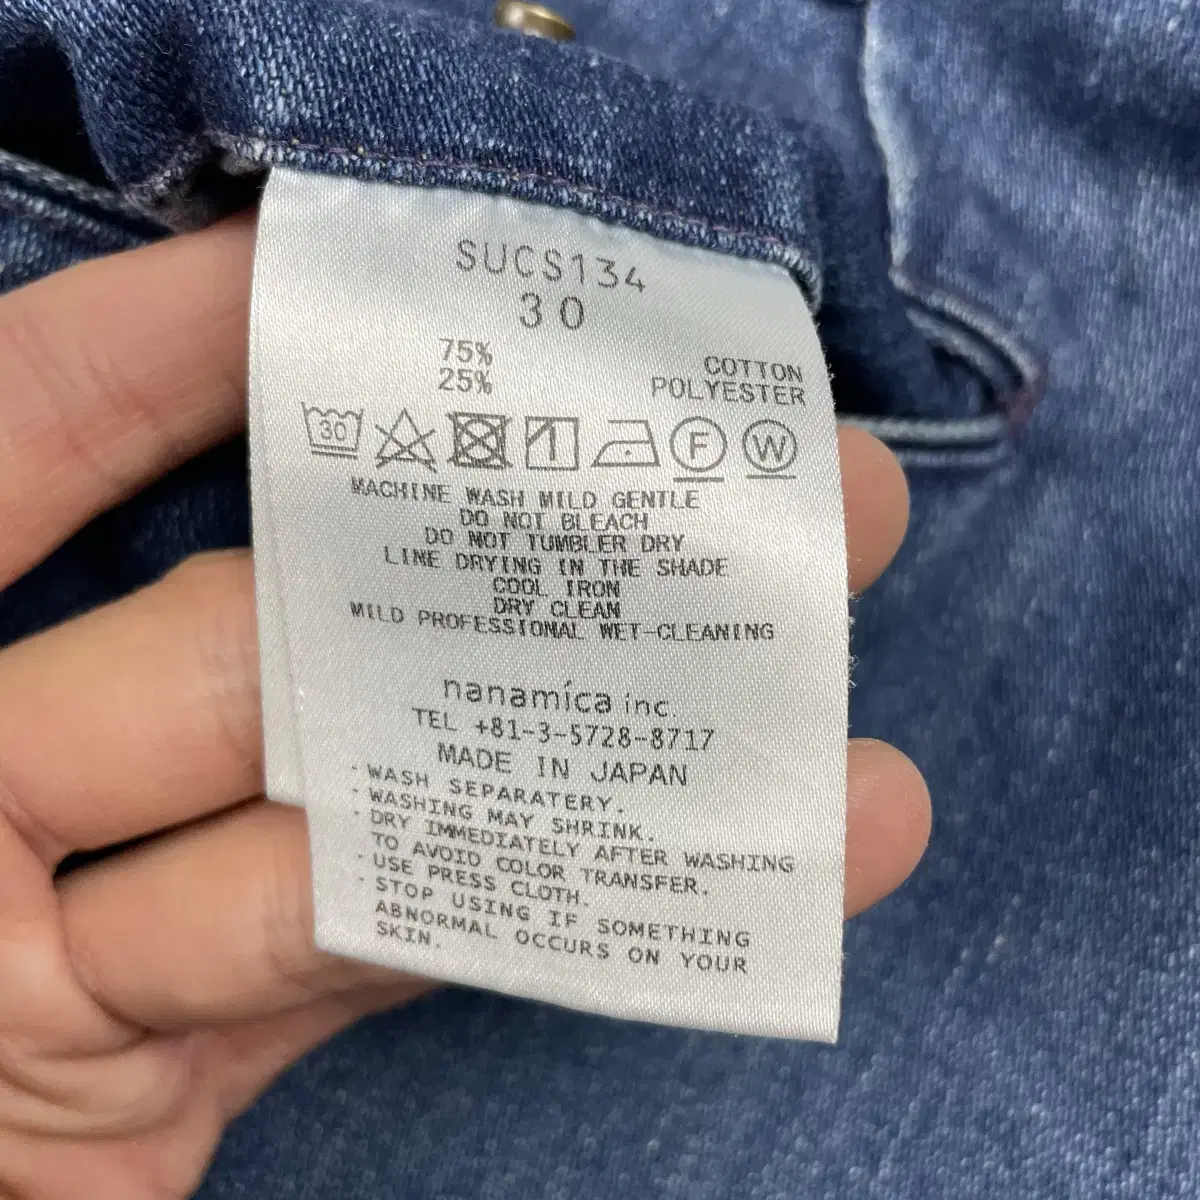 SUCS134
30
75% COTTON
25% POLYESTER
30 F W
MACHINE WASH MILD GENTLE
DO NOT BLEACH
DO NOT TUMBLER DRY
LINE DRYING IN THE SHADE
COOL IRON
DRY CLEAN
MILD PROFESSIONAL WET-CLEANING
nanamíca inc.
TEL +81-3-5728-8717
MADE IN JAPAN
・WASH SEPARATERY.
・WASHING MAY SHRINK.
・DRY IMMEDIATELY AFTER WASHING
TO AVOID COLOR TRANSFER.
・USE PRESS CLOTH.
・STOP USING IF SOMETHING
ABNORMAL OCCURS ON YOUR
SKIN.